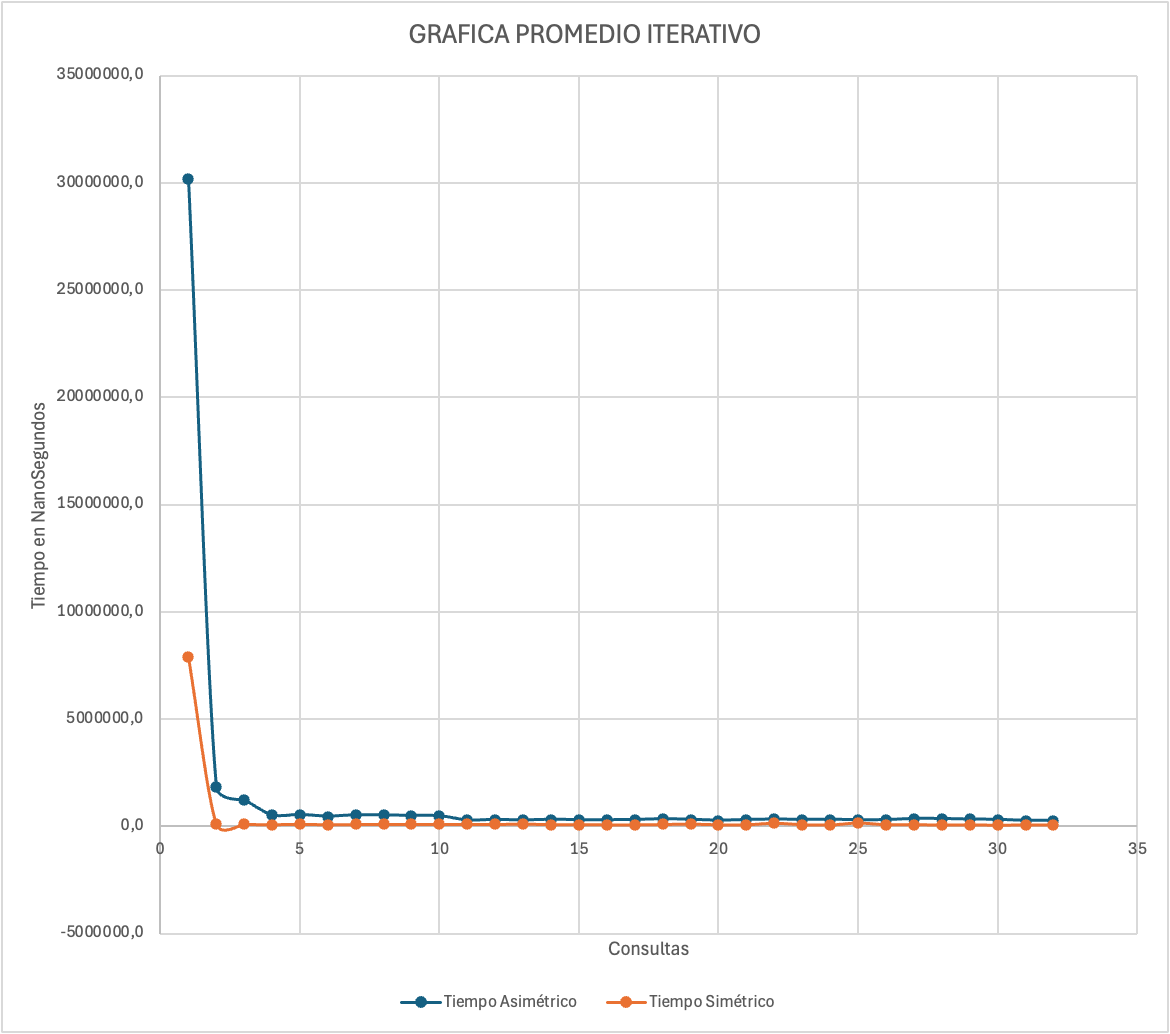 GRAFICA PROMEDIO ITERATIVO
35000000,0
30000000,0
25000000,0
20000000,0
15000000,0
10000000,0
5000000,0
0,0
-5000000,0
Tiempo en NanoSegundos
0 5 10 15 20 25 30 35
Consultas
Tiempo Asimétrico Tiempo Simétrico